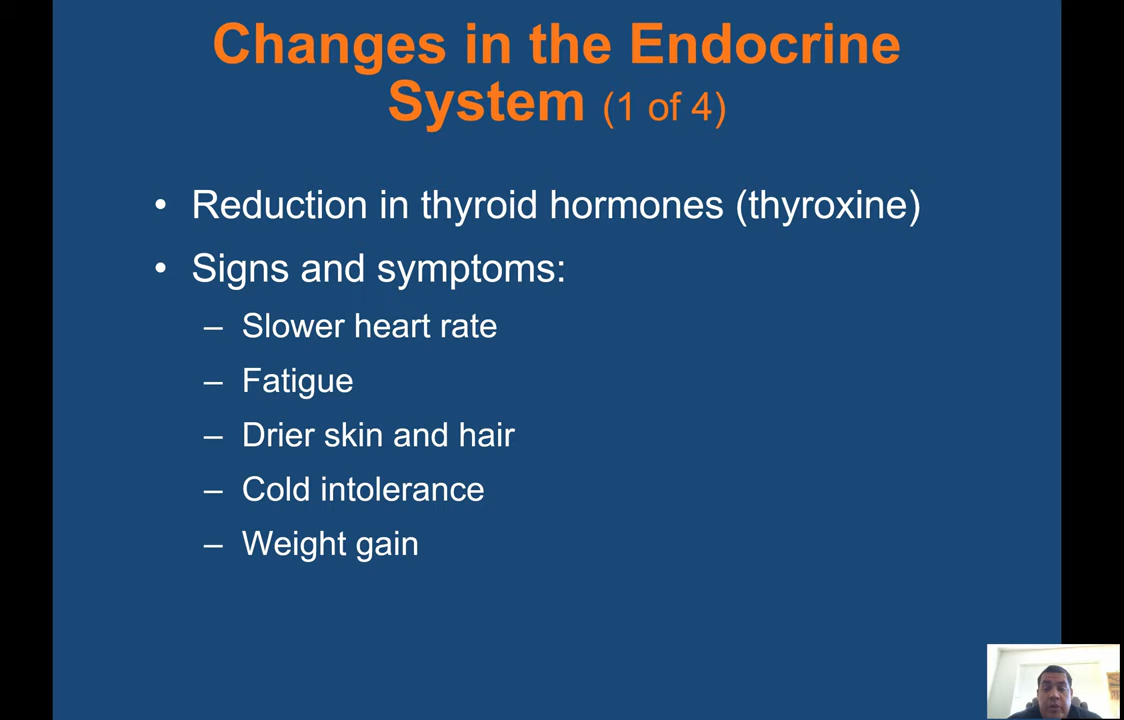 Changes in the Endocrine
System (1 of 4)
• Reduction in thyroid hormones (thyroxine)
• Signs and symptoms:
– Slower heart rate
– Fatigue
– Drier skin and hair
– Cold intolerance
– Weight gain